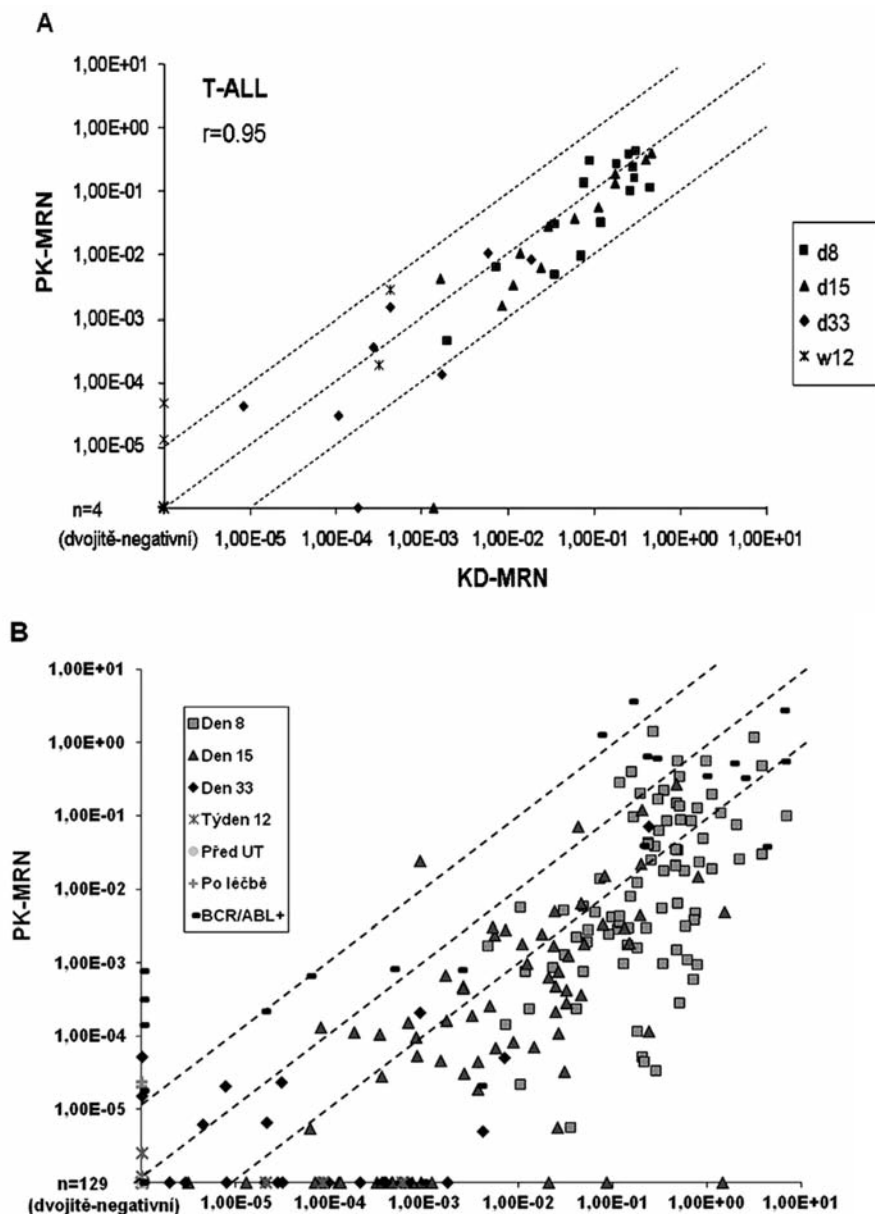 A
1,00E+01
T-ALL
1,00E+00
r=0.95
1,00E-01
1,00E-02
1,00E-03
1,00E-04
1,00E-05
PK-MRN
d8
d15
d33
w12
n=4
(dvojitě-negativní)
1,00E-05 1,00E-04 1,00E-03 1,00E-02 1,00E-01 1,00E+00 1,00E+01
KD-MRN
B
1,00E+01
1,00E+00
1,00E-01
1,00E-02
1,00E-03
1,00E-04
1,00E-05
PK-MRN
Den 8
Den 15
Den 33
Týden 12
Před UT
Po léčbě
BCR/ABL+
n=129
(dvojitě-negativní)
1,00E-05 1,00E-04 1,00E-03 1,00E-02 1,00E-01 1,00E+00 1,00E+01